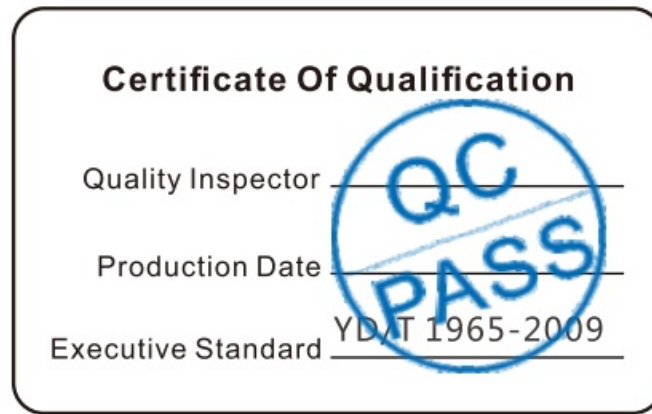 Certificate Of Qualification
Quality Inspector
QC
Production Date
PASS
Executive Standard YD/T 1965-2009